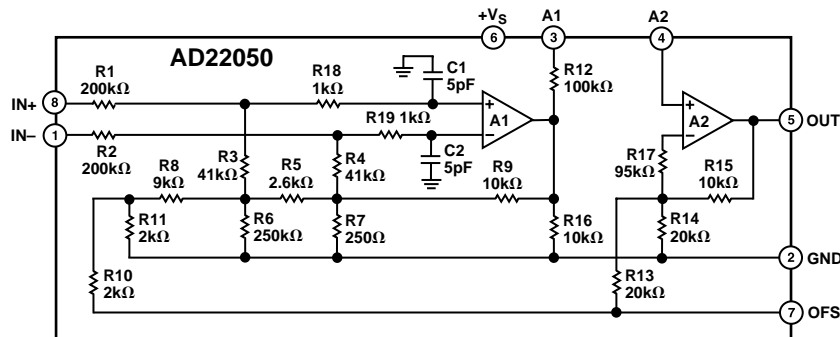 +VS A1 A2
6 3 4
AD22050
R1
200kΩ
R18
1kΩ
C1
5pF
R12
100kΩ
IN+ 8
R19 1kΩ
+
A1
–
+
A2
–
5 OUT
IN– 1
R2
200kΩ
R8
9kΩ
R3
41kΩ
R5
2.6kΩ
R4
41kΩ
C2
5pF
R9
10kΩ
R17
95kΩ
R15
10kΩ
R11
2kΩ
R6
250kΩ
R7
250Ω
R16
10kΩ
R14
20kΩ
2 GND
R10
2kΩ
R13
20kΩ
7 OFS